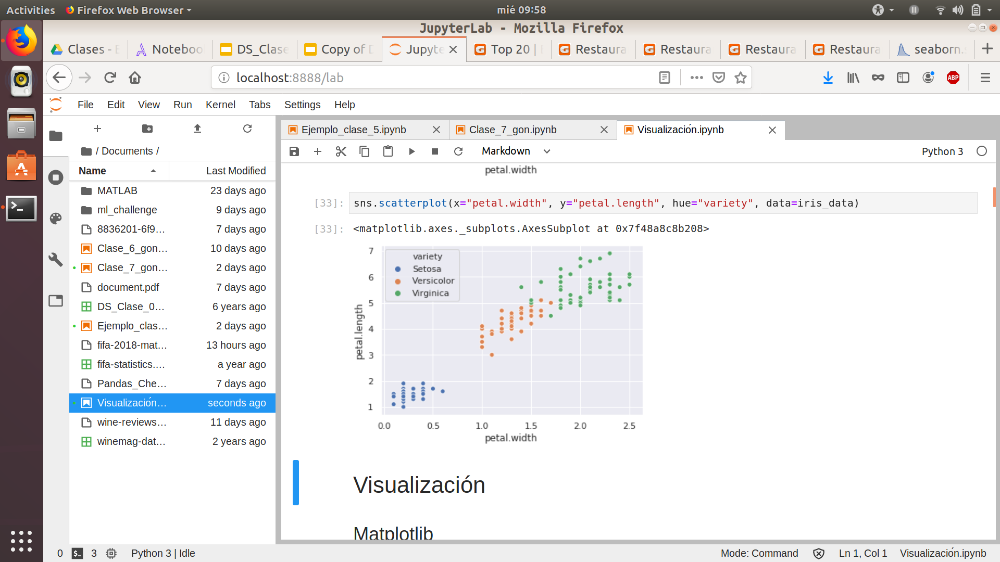 Activities Firefox Web Browser mié 09:58
JupyterLab - Mozilla Firefox
Clases - Notebook DS_Clase Copy of Jupyte Top 20 | Restaura Restaura Restaura Restaura seaborn.
localhost:8888/lab ABP
File Edit View Run Kernel Tabs Settings Help
Ejemplo_clase_5.ipynb Clase_7_gon.ipynb Visualización.ipynb
/ Documents /
Markdown Python 3
Name Last Modified
MATLAB 23 days ago
ml_challenge 9 days ago
8836201-6f9… 7 days ago
Clase_6_gon… 10 days ago
Clase_7_gon… 2 days ago
document.pdf 7 days ago
DS_Clase_0… 6 years ago
Ejemplo_clas… 2 days ago
fifa-2018-mat… 13 hours ago
fifa-statistics.… a year ago
Pandas_Che… 7 days ago
Visualización… seconds ago
wine-reviews… 11 days ago
winemag-dat… 2 years ago
petal.width
[33]: sns.scatterplot(x="petal.width", y="petal.length", hue="variety", data=iris_data)
[33]: <matplotlib.axes._subplots.AxesSubplot at 0x7f48a8c8b208>
variety
Setosa
Versicolor
Virginica
petal.length
7
6
5
4
3
2
1
0.0 0.5 1.0 1.5 2.0 2.5
petal.width
Visualización
Matplotlib
0 $_ 3 Python 3 | Idle Mode: Command Ln 1, Col 1 Visualización.ipynb